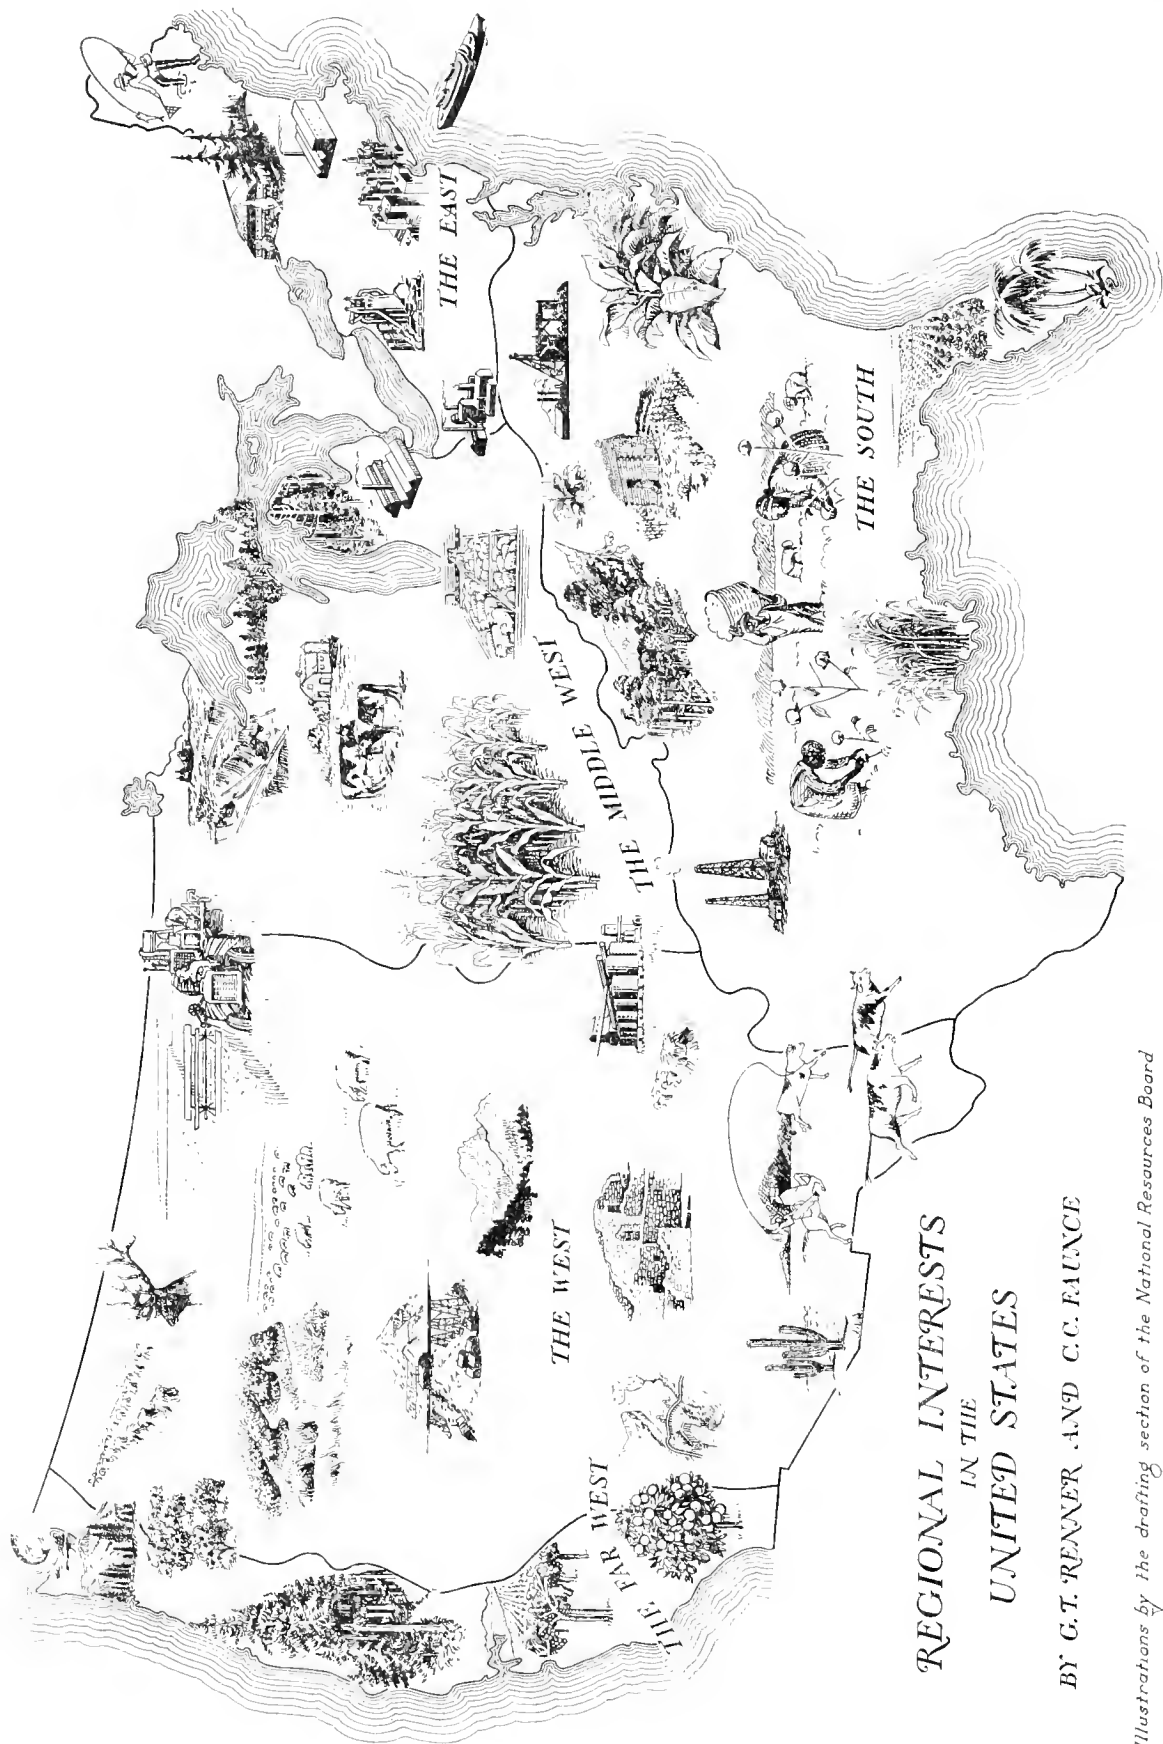 THE EAST
THE SOUTH
THE MIDDLE WEST
THE WEST
THE FAR WEST
REGIONAL INTERESTS
IN THE
UNITED STATES
BY G.T. RENNER AND C.C. FAUNCE
Illustrations by the drafting section of the National Resources Board